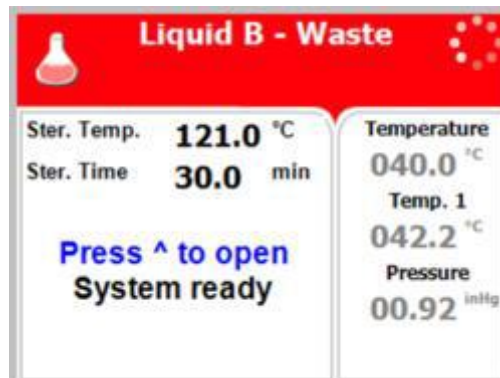 Liquid B - Waste
Ster. Temp. 121.0 °C
Ster. Time 30.0 min
Press ^ to open
System ready
Temperature
040.0 °C
Temp. 1
042.2 °C
Pressure
00.92 inHg